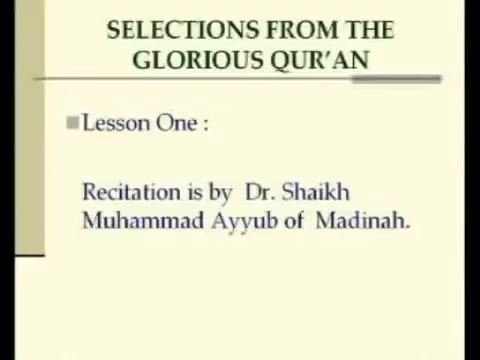 SELECTIONS FROM THE
GLORIOUS QUR’AN
Lesson One :
Recitation is by Dr. Shaikh
Muhammad Ayyub of Madinah.